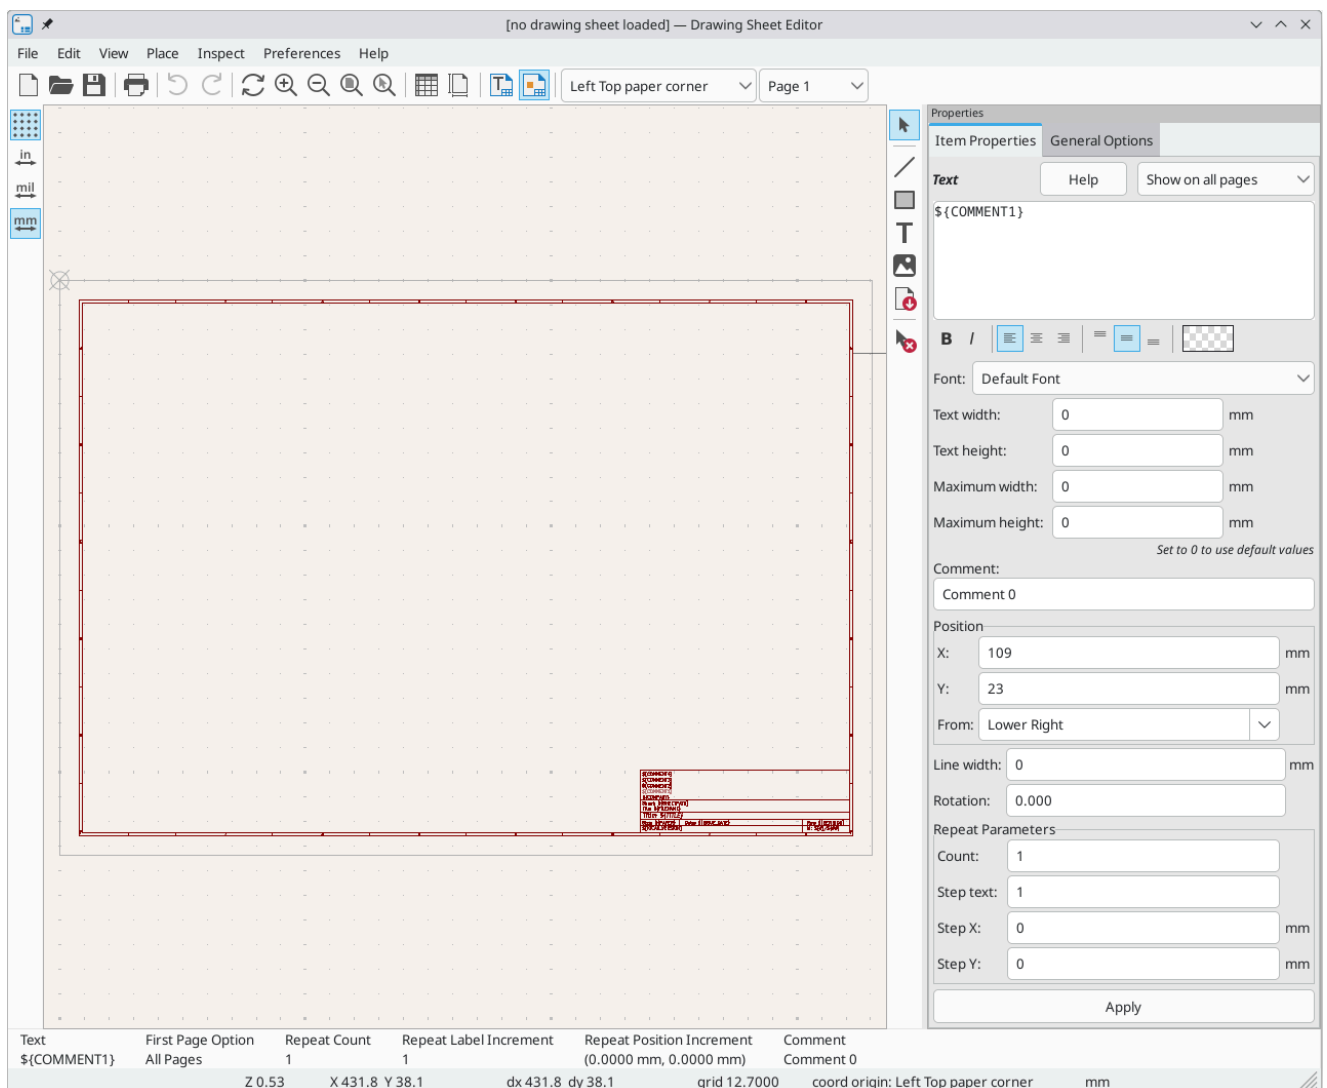 [no drawing sheet loaded] — Drawing Sheet Editor
File Edit View Place Inspect Preferences Help
Left Top paper corner Page 1
Properties
in
mil
mm
Item Properties General Options
Text Help Show on all pages
${COMMENT1}
B I
Font: Default Font
Text width: 0 mm
Text height: 0 mm
Maximum width: 0 mm
Maximum height: 0 mm
Set to 0 to use default values
Comment:
Comment 0
Position
X: 109 mm
Y: 23 mm
From: Lower Right
Line width: 0 mm
Rotation: 0.000
Repeat Parameters
Count: 1
Step text: 1
Step X: 0 mm
Step Y: 0 mm
Apply
Text First Page Option Repeat Count Repeat Label Increment Repeat Position Increment Comment
${COMMENT1} All Pages 1 1 (0.0000 mm, 0.0000 mm) Comment 0
Z 0.53 X 431.8 Y 38.1 dx 431.8 dy 38.1 grid 12.7000 coord origin: Left Top paper corner mm